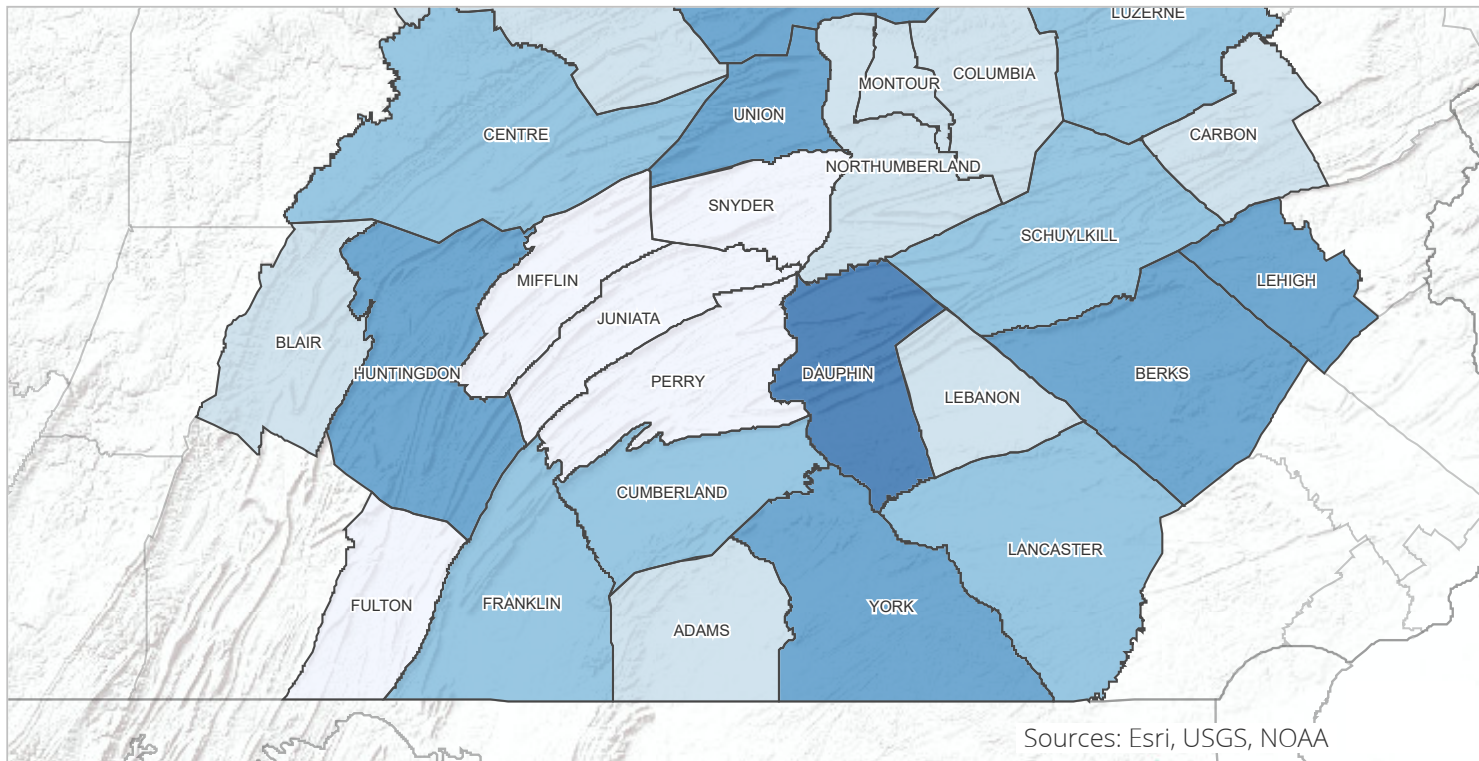 LUZERNE
COLUMBIA
MONTOUR
UNION
CENTRE
CARBON
NORTHUMBERLAND
SNYDER
SCHUYLKILL
MIFFLIN
LEHIGH
JUNIATA
BLAIR
HUNTINGDON
PERRY
DAUPHIN
BERKS
LEBANON
CUMBERLAND
LANCASTER
FULTON
FRANKLIN
YORK
ADAMS
Sources: Esri, USGS, NOAA